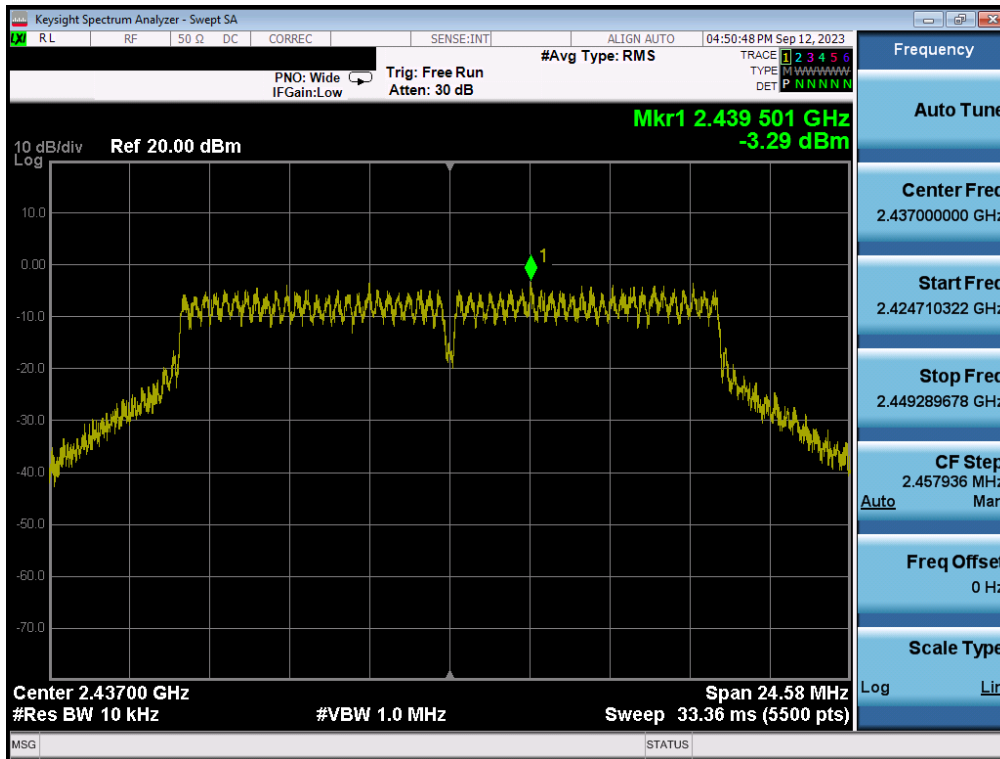 Keysight Spectrum Analyzer - Swept SA
LXI RL RF 50 Ω DC CORREC SENSE:INT ALIGN AUTO 04:50:48 PM Sep 12, 2023
#Avg Type: RMS
TRACE 1 2 3 4 5 6
TYPE M W W W W W
DET P N N N N N
PNO: Wide Trig: Free Run
IFGain:Low Atten: 30 dB
Mkr1 2.439 501 GHz
-3.29 dBm
10 dB/div Ref 20.00 dBm
Log
10.0
0.00
-10.0
-20.0
-30.0
-40.0
-50.0
-60.0
-70.0
1
Center 2.43700 GHz Span 24.58 MHz
#Res BW 10 kHz #VBW 1.0 MHz Sweep 33.36 ms (5500 pts)
MSG STATUS
Frequency
Auto Tune
Center Freq
2.437000000 GHz
Start Freq
2.424710322 GHz
Stop Freq
2.449289678 GHz
CF Step
2.457936 MHz
Auto Man
Freq Offset
0 Hz
Scale Type
Log Lin